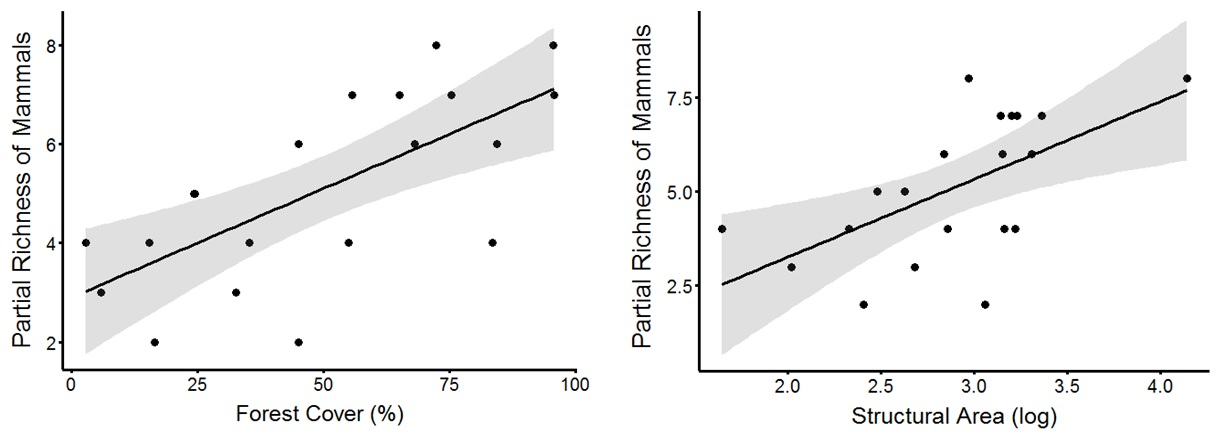 Partial Richness of Mammals
8
6
4
2
0 25 50 75 100
Forest Cover (%)
Partial Richness of Mammals
7.5
5.0
2.5
2.0 2.5 3.0 3.5 4.0
Structural Area (log)